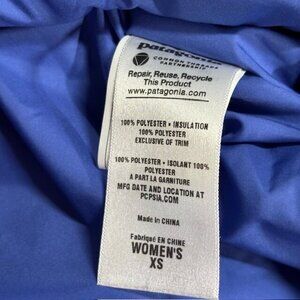 patagonia
COMMON THREADS
PARTNERSHIP
Repair, Reuse, Recycle
This Product
www.patagonia.com
100% POLYESTER • INSULATION
100% POLYESTER
EXCLUSIVE OF TRIM
100% POLYESTER • ISOLANT 100%
POLYESTER
A PART LA GARNITURE
MFG DATE AND LOCATION AT
PCPSIA.COM
Made in CHINA
Fabriqué EN CHINE
WOMEN'S
XS